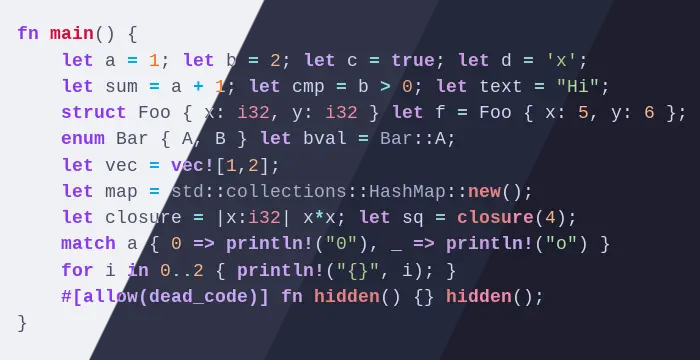 fn main() {
let a = 1; let b = 2; let c = true; let d = 'x';
let sum = a + 1; let cmp = b > 0; let text = "Hi";
struct Foo { x: i32, y: i32 } let f = Foo { x: 5, y: 6 };
enum Bar { A, B } let bval = Bar::A;
let vec = vec![1,2];
let map = std::collections::HashMap::new();
let closure = |x:i32| x*x; let sq = closure(4);
match a { 0 => println!("0"), _ => println!("o") }
for i in 0..2 { println!("{}", i); }
#[allow(dead_code)] fn hidden() {} hidden();
}